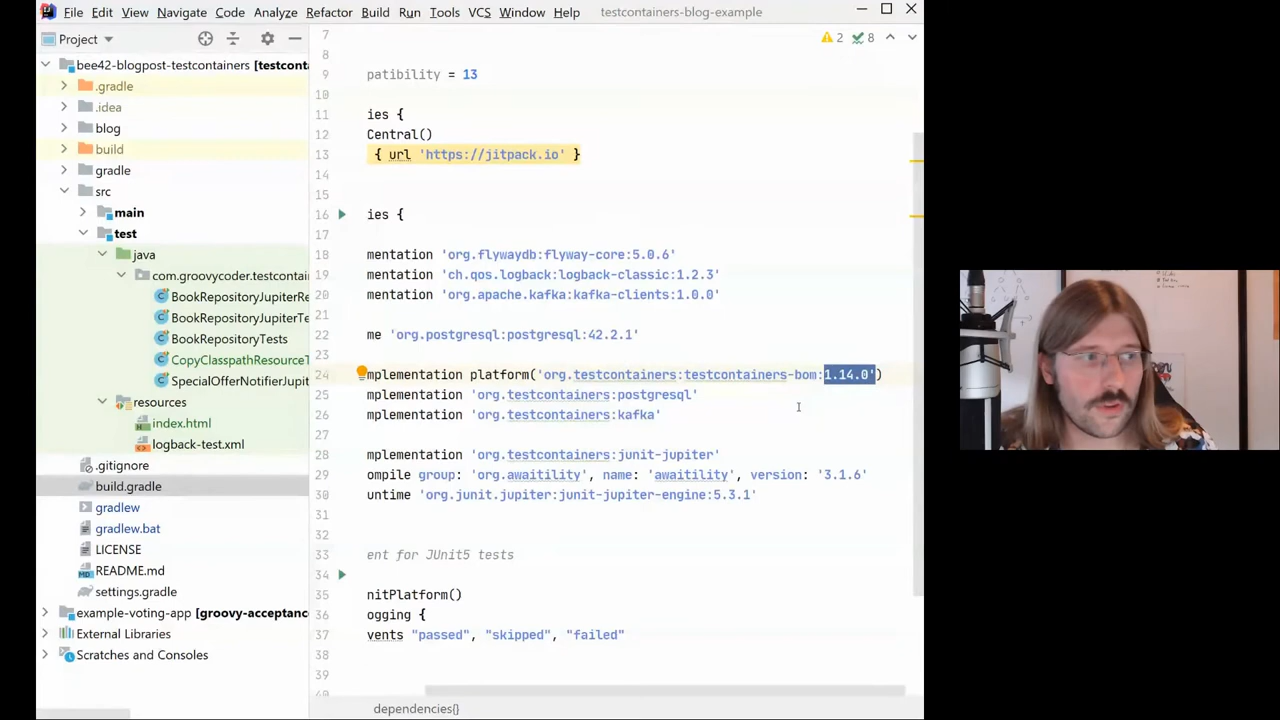 File Edit View Navigate Code Analyze Refactor Build Run Tools VCS Window Help testcontainers-blog-example
Project
2 8
bee42-blogpost-testcontainers [testconta
.gradle
.idea
blog
build
gradle
src
main
test
java
com.groovycoder.testcontai
BookRepositoryJupiterRe
BookRepositoryJupiterTe
BookRepositoryTests
CopyClasspathResourceT
SpecialOfferNotifierJupit
resources
index.html
logback-test.xml
.gitignore
build.gradle
gradlew
gradlew.bat
LICENSE
README.md
settings.gradle
example-voting-app [groovy-acceptance
External Libraries
Scratches and Consoles
7
8
9 patibility = 13
10
11 ies {
12 Central()
13 { url 'https://jitpack.io' }
14
15
16 ies {
17
18 mentation 'org.flywaydb:flyway-core:5.0.6'
19 mentation 'ch.qos.logback:logback-classic:1.2.3'
20 mentation 'org.apache.kafka:kafka-clients:1.0.0'
21
22 me 'org.postgresql:postgresql:42.2.1'
23
24 mplementation platform('org.testcontainers:testcontainers-bom:1.14.0')
25 mplementation 'org.testcontainers:postgresql'
26 mplementation 'org.testcontainers:kafka'
27
28 mplementation 'org.testcontainers:junit-jupiter'
29 ompile group: 'org.awaitility', name: 'awaitility', version: '3.1.6'
30 untime 'org.junit.jupiter:junit-jupiter-engine:5.3.1'
31
32
33 ent for JUnit5 tests
34
35 nitPlatform()
36 ogging {
37 vents "passed", "skipped", "failed"
38
39
40
dependencies{}